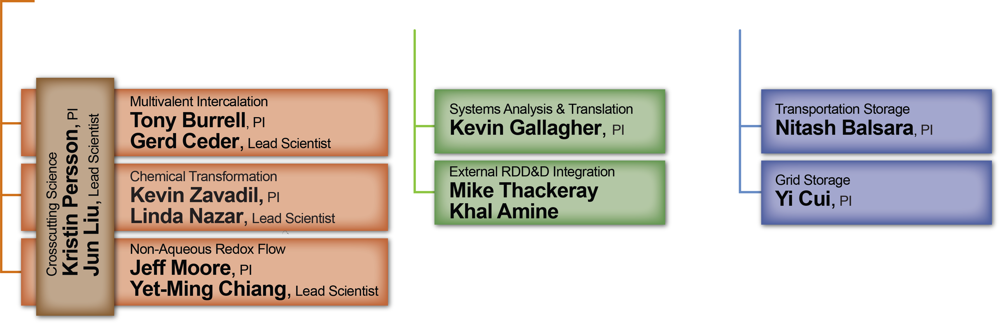 Crosscutting Science
Kristin Persson, PI
Jun Liu, Lead Scientist
Multivalent Intercalation
Tony Burrell, PI
Gerd Ceder, Lead Scientist
Chemical Transformation
Kevin Zavadil, PI
Linda Nazar, Lead Scientist
Non-Aqueous Redox Flow
Jeff Moore, PI
Yet-Ming Chiang, Lead Scientist
Systems Analysis & Translation
Kevin Gallagher, PI
External RDD&D Integration
Mike Thackeray
Khal Amine
Transportation Storage
Nitash Balsara, PI
Grid Storage
Yi Cui, PI